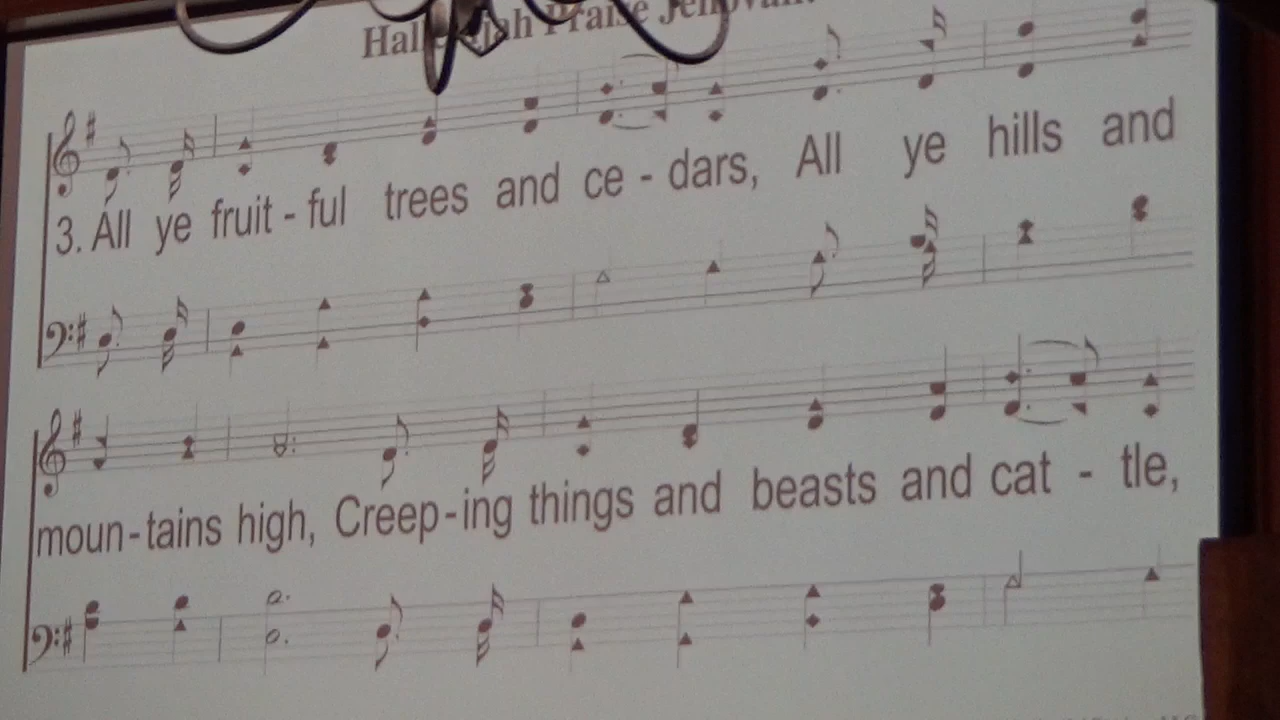 Praise
3. All ye fruit - ful trees and ce - dars, All ye hills and
moun - tains high, Creep - ing things and beasts and cat - tle,